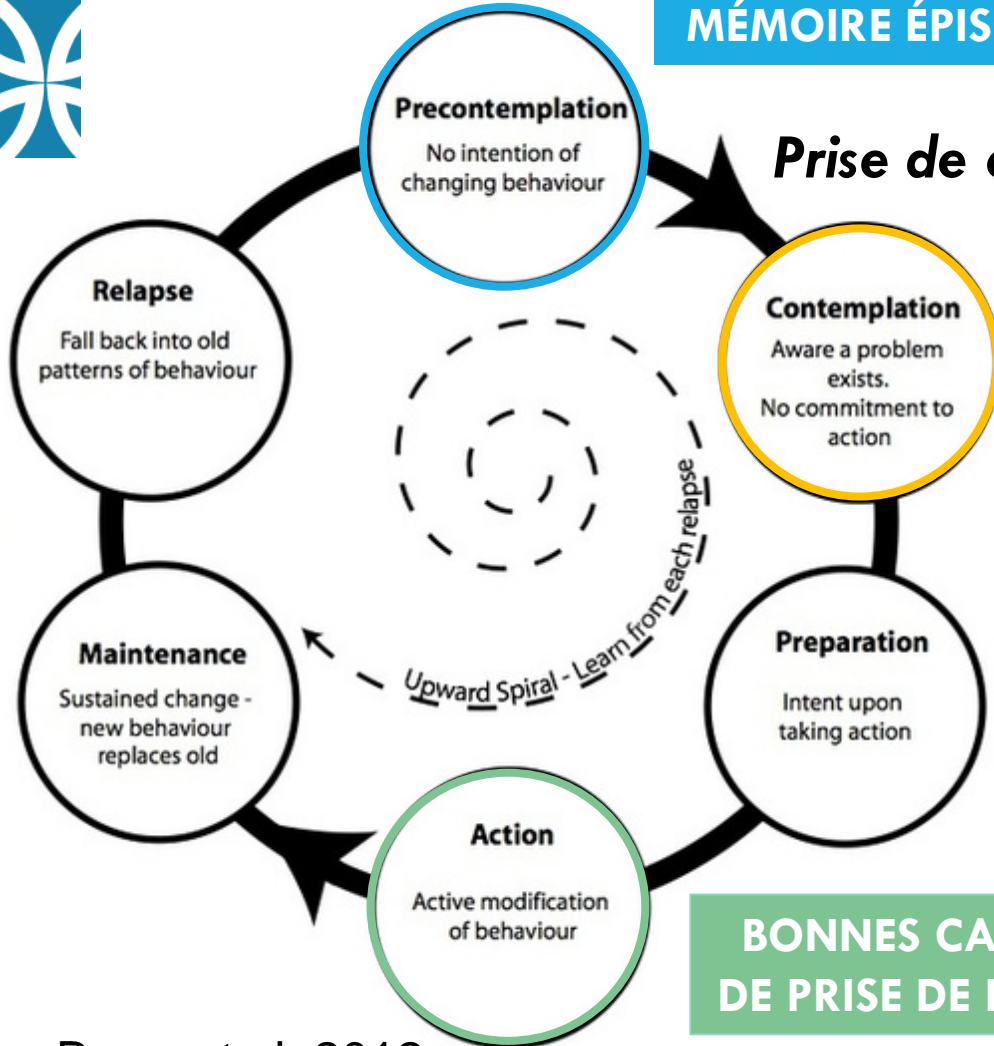 MÉMOIRE
Precontemplation
No intention of
changing behaviour
Prise de
Contemplation
Aware a problem
exists.
No commitment to
action
Preparation
Intent upon
taking action
Action
Active modification
of behaviour
Maintenance
Sustained change -
new behaviour
replaces old
Relapse
Fall back into old
patterns of behaviour
Upward Spiral - Learn from each relapse
BONNES
DE PRISE DE